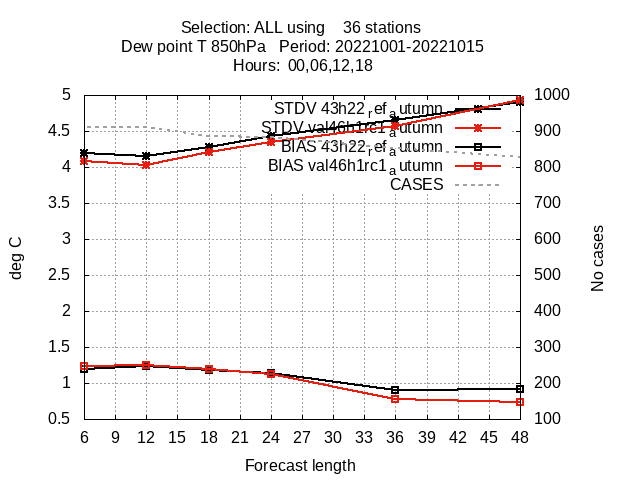 Selection: ALL using    36 stations
Dew point T 850hPa   Period: 20221001-20221015
Hours:  00,06,12,18
5
4.5
4
3.5
3
2.5
2
1.5
1
0.5
deg C
STDV 43h22ref_autumn
STDV val46h1rc1_autumn
BIAS 43h22ref_autumn
BIAS val46h1rc1_autumn
CASES
1000
900
800
700
600
500
400
300
200
100
No cases
6 9 12 15 18 21 24 27 30 33 36 39 42 45 48
Forecast length